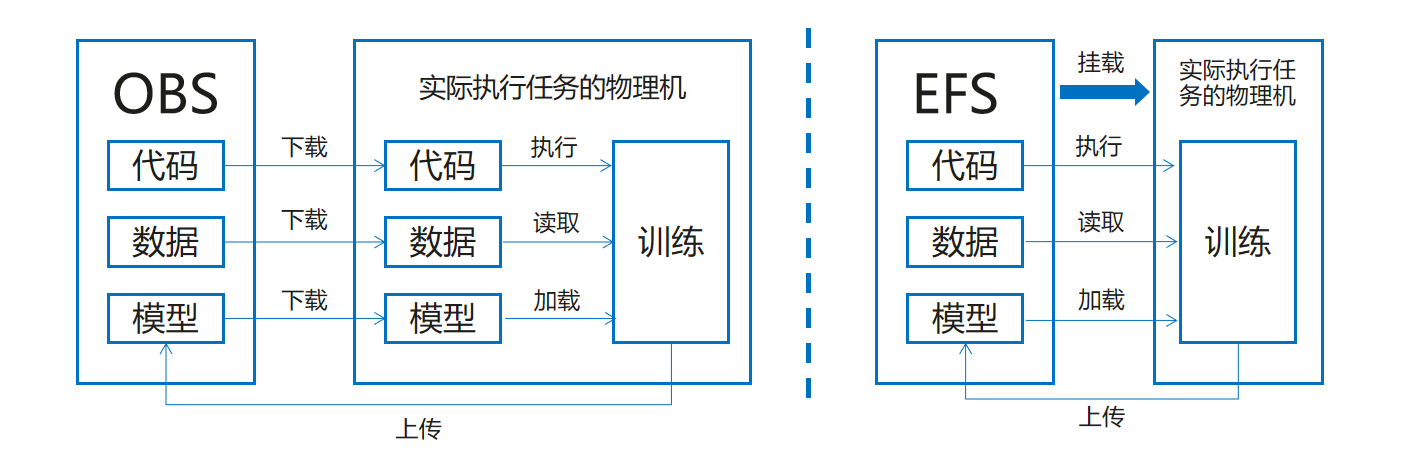 OBS
实际执行任务的物理机
代码
下载
代码
执行
数据
下载
数据
读取
训练
模型
下载
模型
加载
上传
EFS
挂载
实际执行任
务的物理机
代码
执行
数据
读取
训练
模型
加载
上传